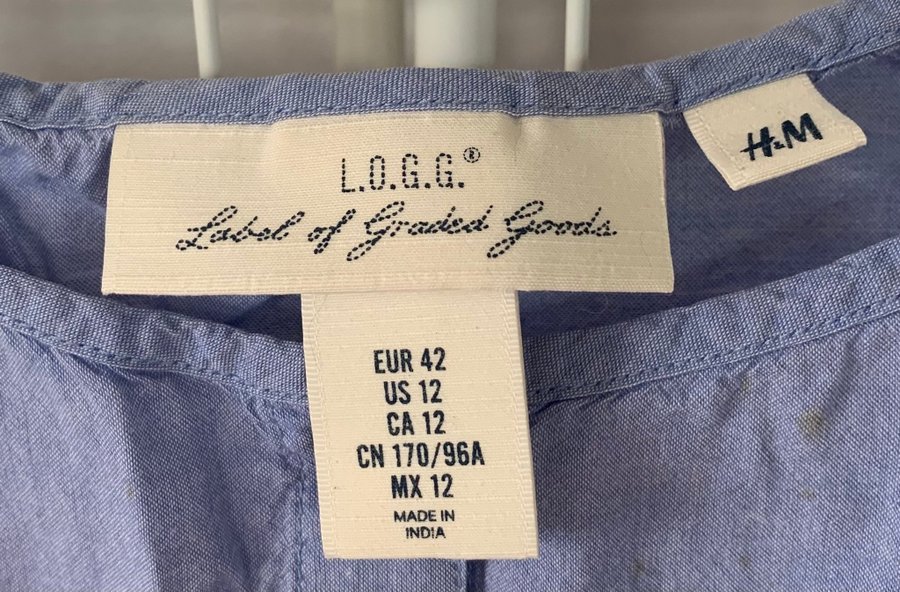 L.O.G.G.®
Label of Graded Goods
H&M
EUR 42
US 12
CA 12
CN 170/96A
MX 12
MADE IN
INDIA